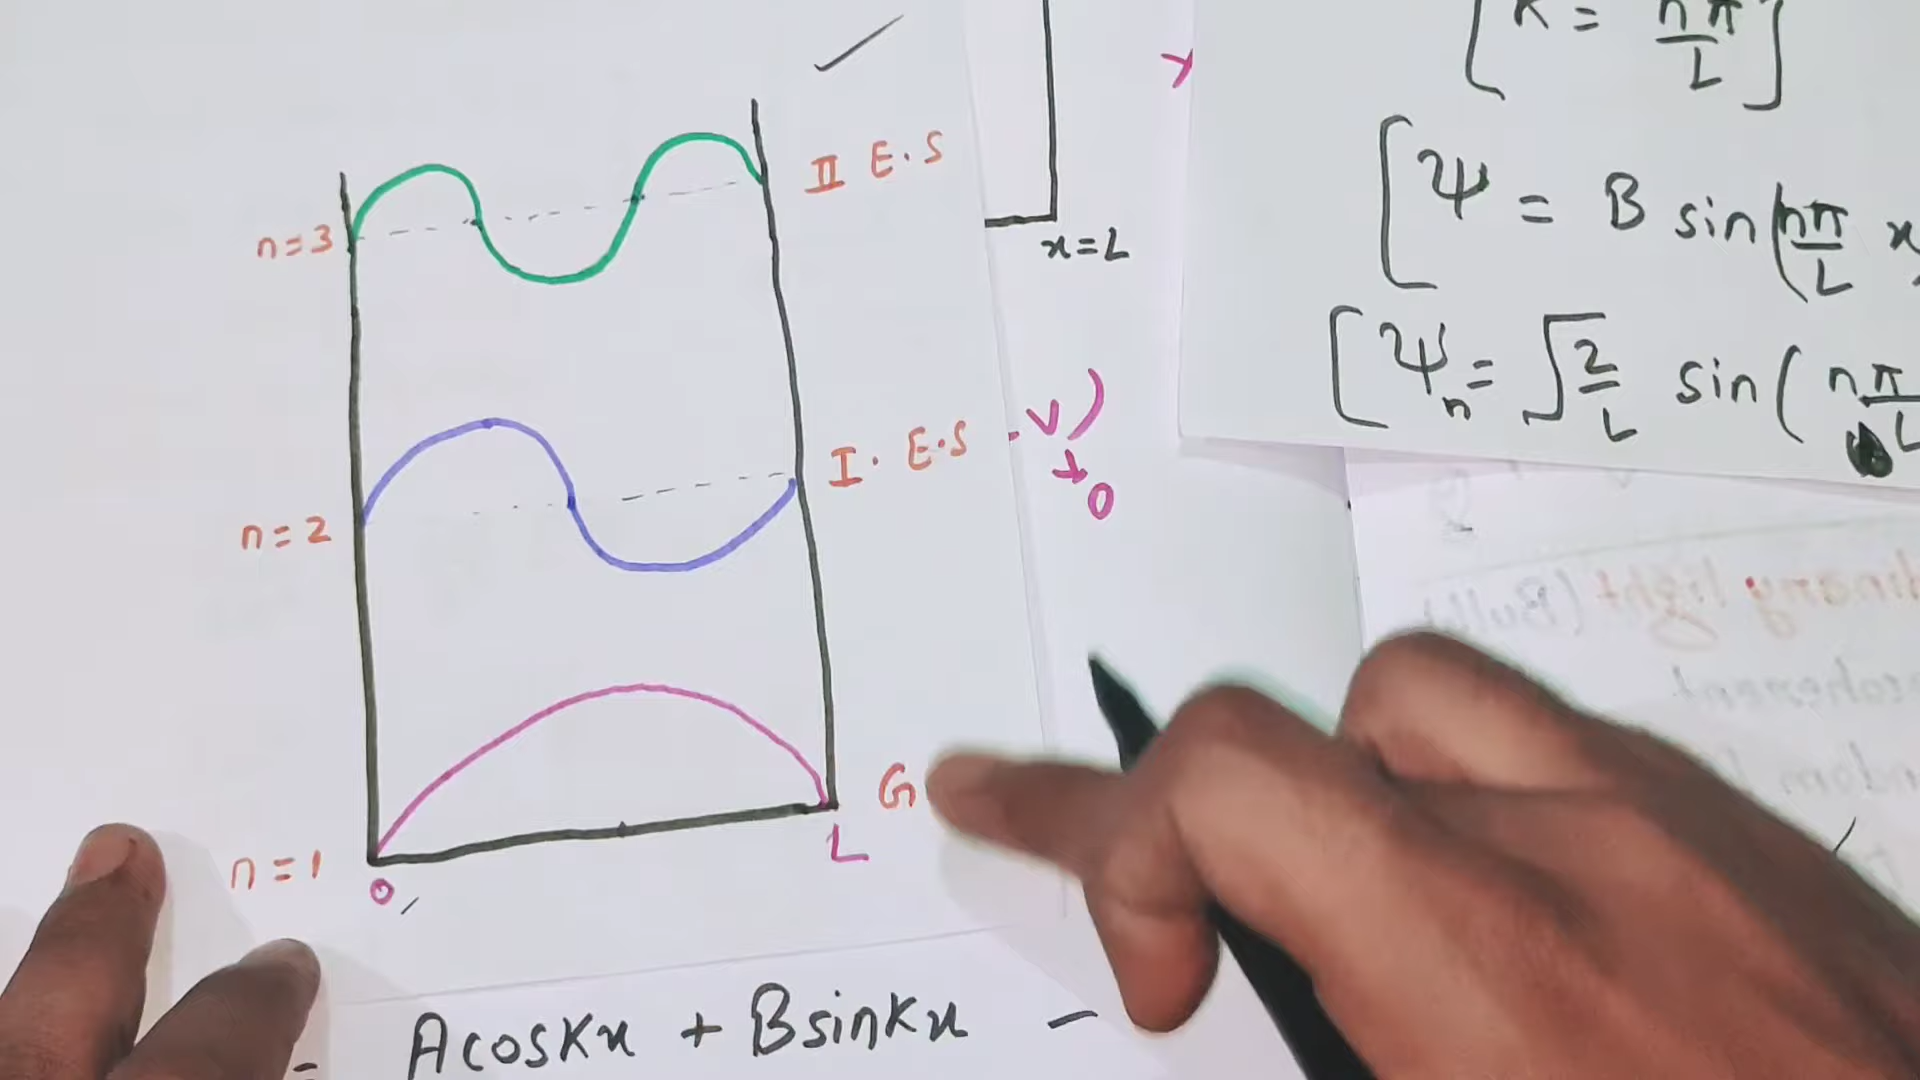 II E.S
n=3
I. E.S
n=2
G
n=1
0,
L
x=L
V)
0
[K = nπ/L]
[Ψ = B sin(nπ/L x
[Ψn = √2/L sin(nπ/L
= Acoskx + Bsinkx -